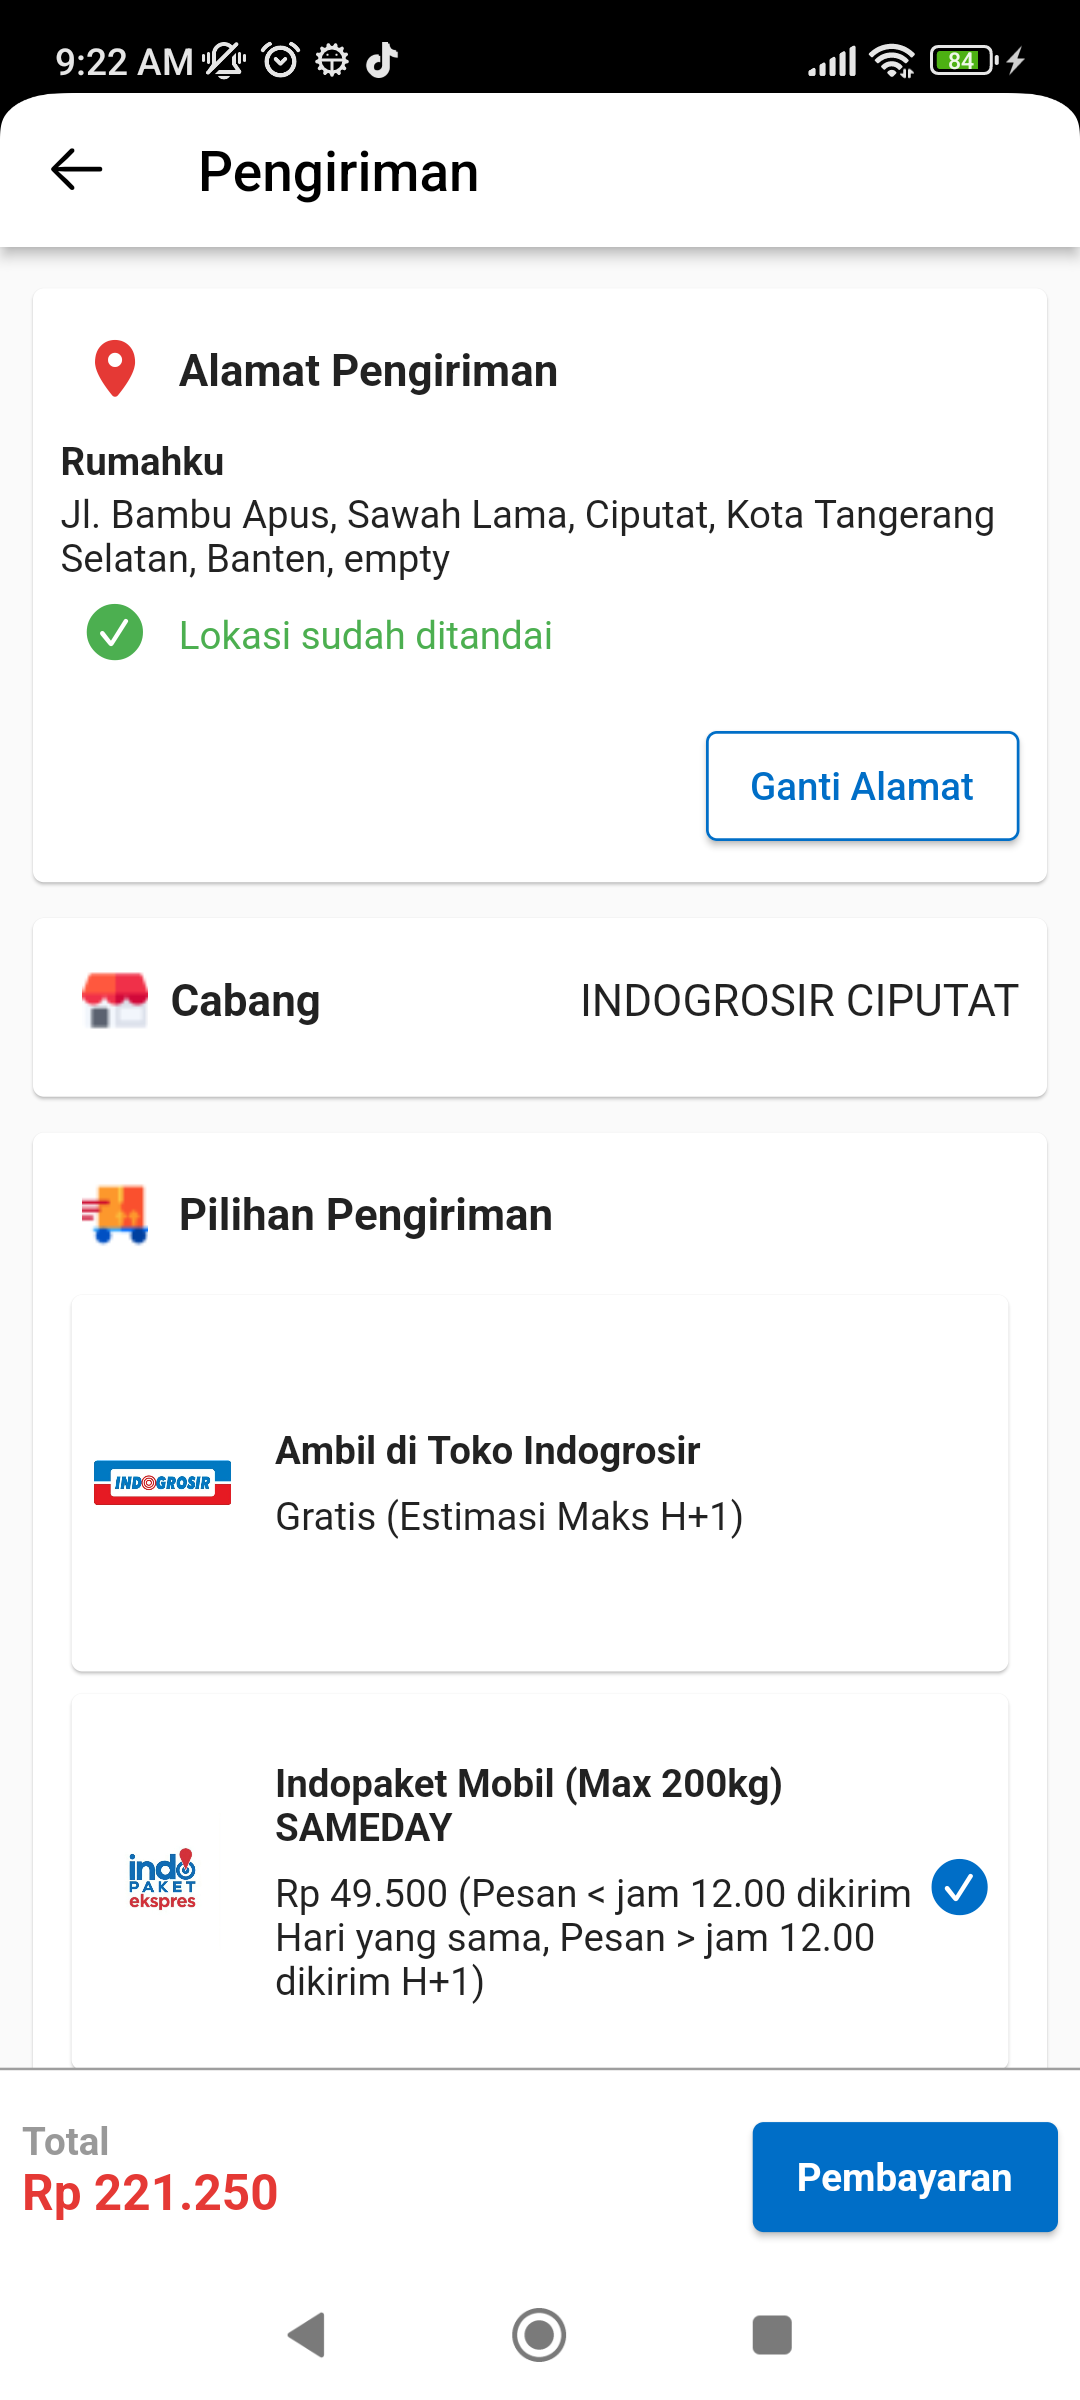 9:22 AM
84
Pengiriman
Alamat Pengiriman
Rumahku
Jl. Bambu Apus, Sawah Lama, Ciputat, Kota Tangerang
Selatan, Banten, empty
Lokasi sudah ditandai
Ganti Alamat
Cabang
INDOGROSIR CIPUTAT
Pilihan Pengiriman
INDOGROSIR
Ambil di Toko Indogrosir
Gratis (Estimasi Maks H+1)
indo
PAKET
ekspres
Indopaket Mobil (Max 200kg)
SAMEDAY
Rp 49.500 (Pesan < jam 12.00 dikirim
Hari yang sama, Pesan > jam 12.00
dikirim H+1)
Total
Rp 221.250
Pembayaran